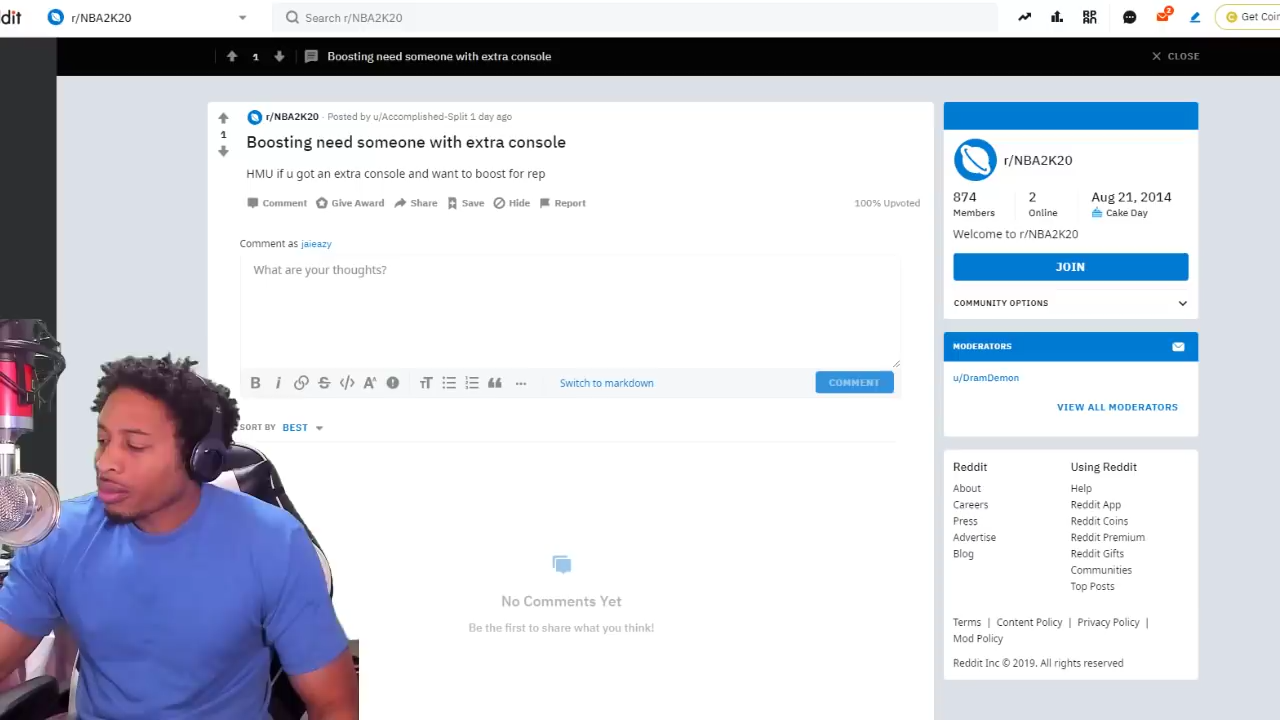 dit
r/NBA2K20
Search r/NBA2K20
2
Get Coin
1
Boosting need someone with extra console
CLOSE
r/NBA2K20 · Posted by u/Accomplished-Split 1 day ago
1
Boosting need someone with extra console
HMU if u got an extra console and want to boost for rep
Comment Give Award Share Save Hide Report
100% Upvoted
Comment as jaieazy
What are your thoughts?
Switch to markdown
COMMENT
SORT BY BEST
No Comments Yet
Be the first to share what you think!
r/NBA2K20
874 2 Aug 21, 2014
Members Online Cake Day
Welcome to r/NBA2K20
JOIN
COMMUNITY OPTIONS
MODERATORS
u/DramDemon
VIEW ALL MODERATORS
Reddit Using Reddit
About Help
Careers Reddit App
Press Reddit Coins
Advertise Reddit Premium
Blog Reddit Gifts
Communities
Top Posts
Terms | Content Policy | Privacy Policy |
Mod Policy
Reddit Inc © 2019. All rights reserved